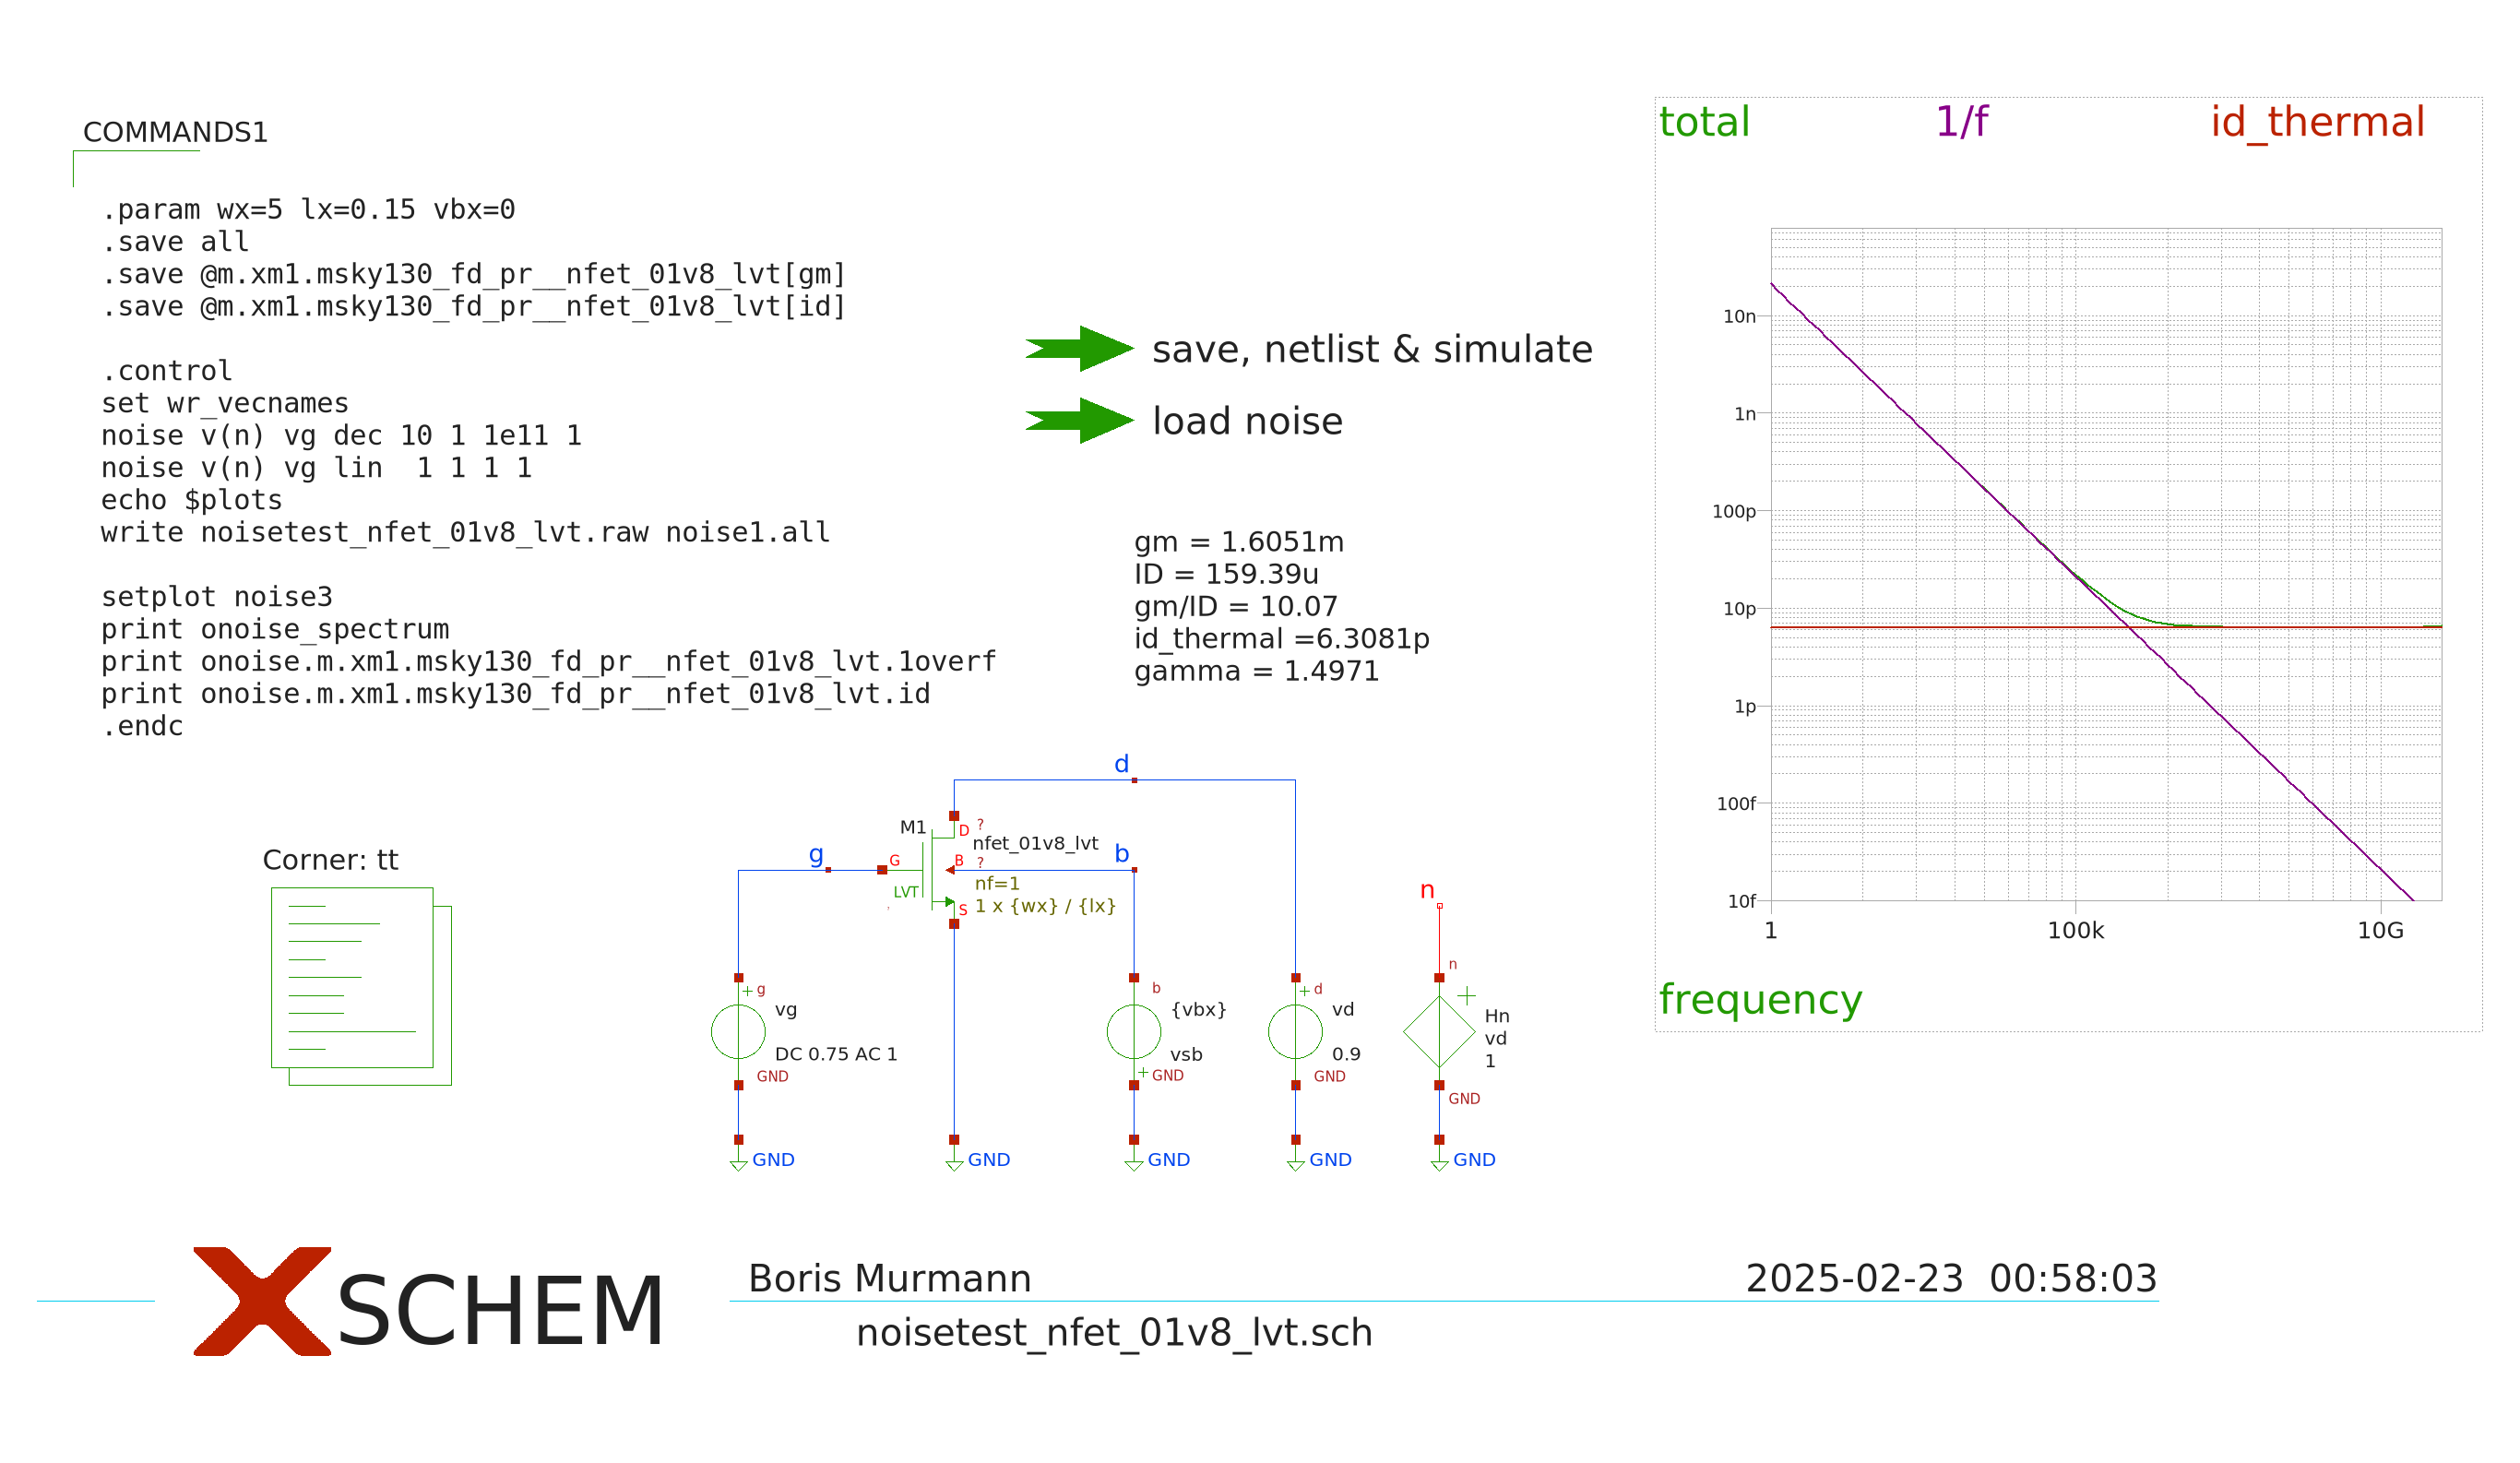 COMMANDS1
.param wx=5 lx=0.15 vbx=0
.save all
.save @m.xm1.msky130_fd_pr__nfet_01v8_lvt[gm]
.save @m.xm1.msky130_fd_pr__nfet_01v8_lvt[id]
.control
set wr_vecnames
noise v(n) vg dec 10 1 1e11 1
noise v(n) vg lin  1 1 1 1
echo $plots
write noisetest_nfet_01v8_lvt.raw noise1.all
setplot noise3
print onoise_spectrum
print onoise.m.xm1.msky130_fd_pr__nfet_01v8_lvt.1overf
print onoise.m.xm1.msky130_fd_pr__nfet_01v8_lvt.id
.endc
save, netlist & simulate
load noise
gm = 1.6051m
ID = 159.39u
gm/ID = 10.07
id_thermal =6.3081p
gamma = 1.4971
total 1/f id_thermal
10n
1n
100p
10p
1p
100f
10f
1 100k 10G
frequency
Corner: tt
d
M1
D ?
nfet_01v8_lvt
g
G
B ?
b
LVT
nf=1
S
1 x {wx} / {lx}
n
+ g
vg
DC 0.75 AC 1
GND
GND
GND
b
{vbx}
vsb
+ GND
GND
+ d
vd
0.9
GND
GND
n
+
Hn
vd
1
GND
GND
XSCHEM
Boris Murmann
2025-02-23  00:58:03
noisetest_nfet_01v8_lvt.sch